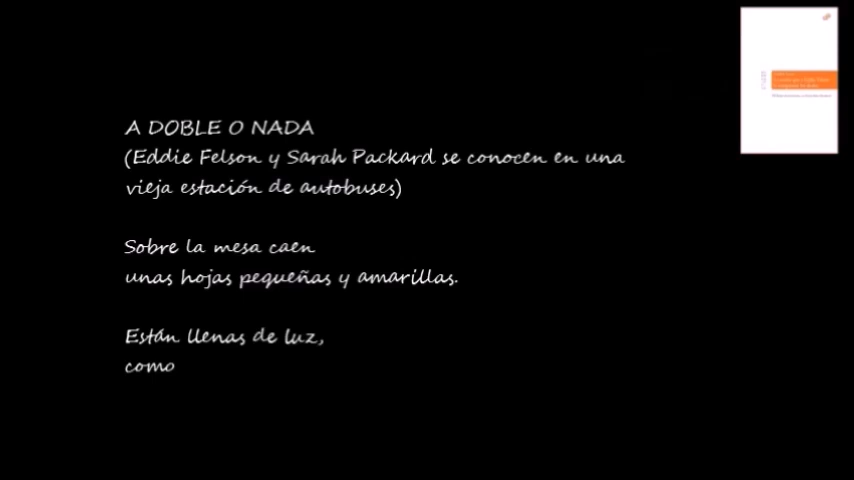 A DOBLE O NADA
(Eddie Felson y Sarah Packard se conocen en una
vieja estación de autobuses)
Sobre la mesa caen
unas hojas pequeñas y amarillas.
Están llenas de luz,
como